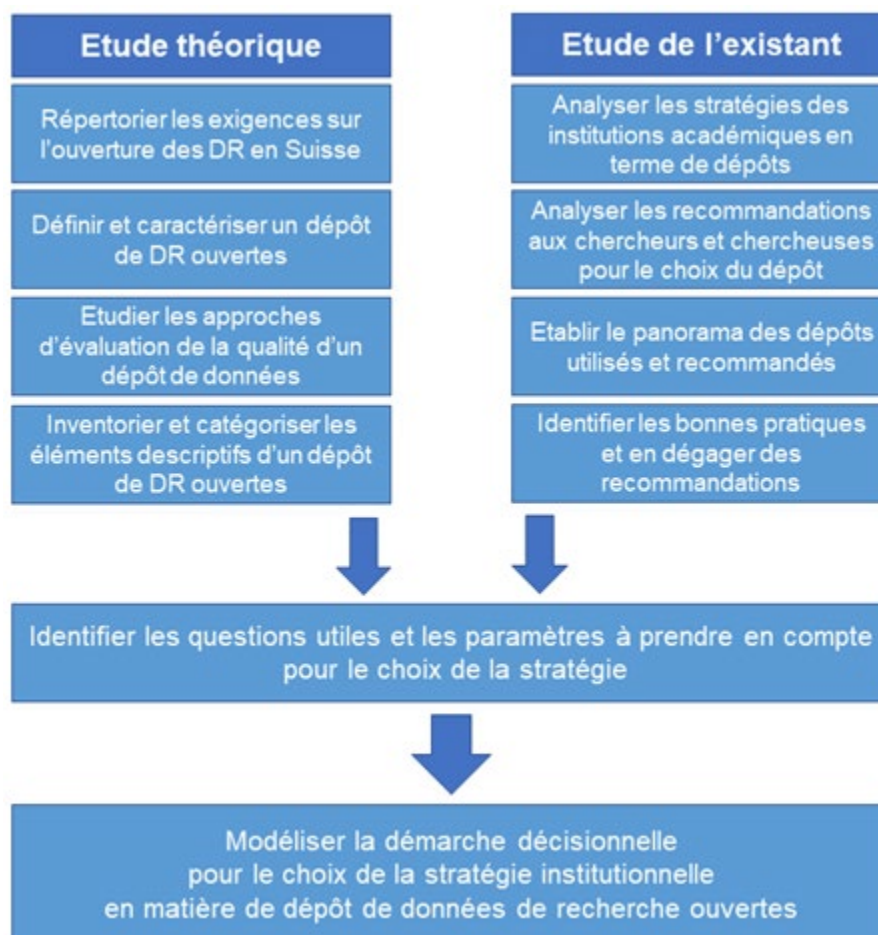 Etude théorique
Répertorier les exigences sur
l'ouverture des DR en Suisse
Définir et caractériser un dépôt
de DR ouvertes
Etudier les approches
d'évaluation de la qualité d'un
dépôt de données
Inventorier et catégoriser les
éléments descriptifs d'un dépôt
de DR ouvertes
Etude de l'existant
Analyser les stratégies des
institutions académiques en
terme de dépôts
Analyser les recommandations
aux chercheurs et chercheuses
pour le choix du dépôt
Etablir le panorama des dépôts
utilisés et recommandés
Identifier les bonnes pratiques
et en dégager des
recommandations
Identifier les questions utiles et les paramètres à prendre en compte
pour le choix de la stratégie
Modéliser la démarche décisionnelle
pour le choix de la stratégie institutionnelle
en matière de dépôt de données de recherche ouvertes